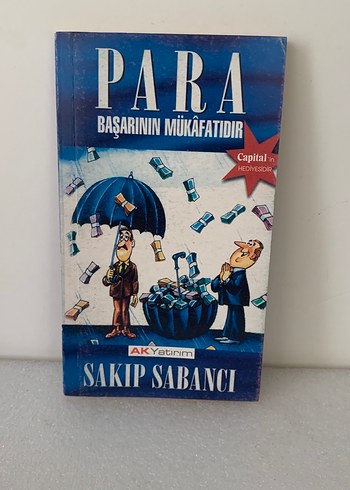 PARA
BAŞARININ MÜKÂFATIDIR
Capital'in
HEDİYESİDİR
AKYatırım
SAKIP SABANCI